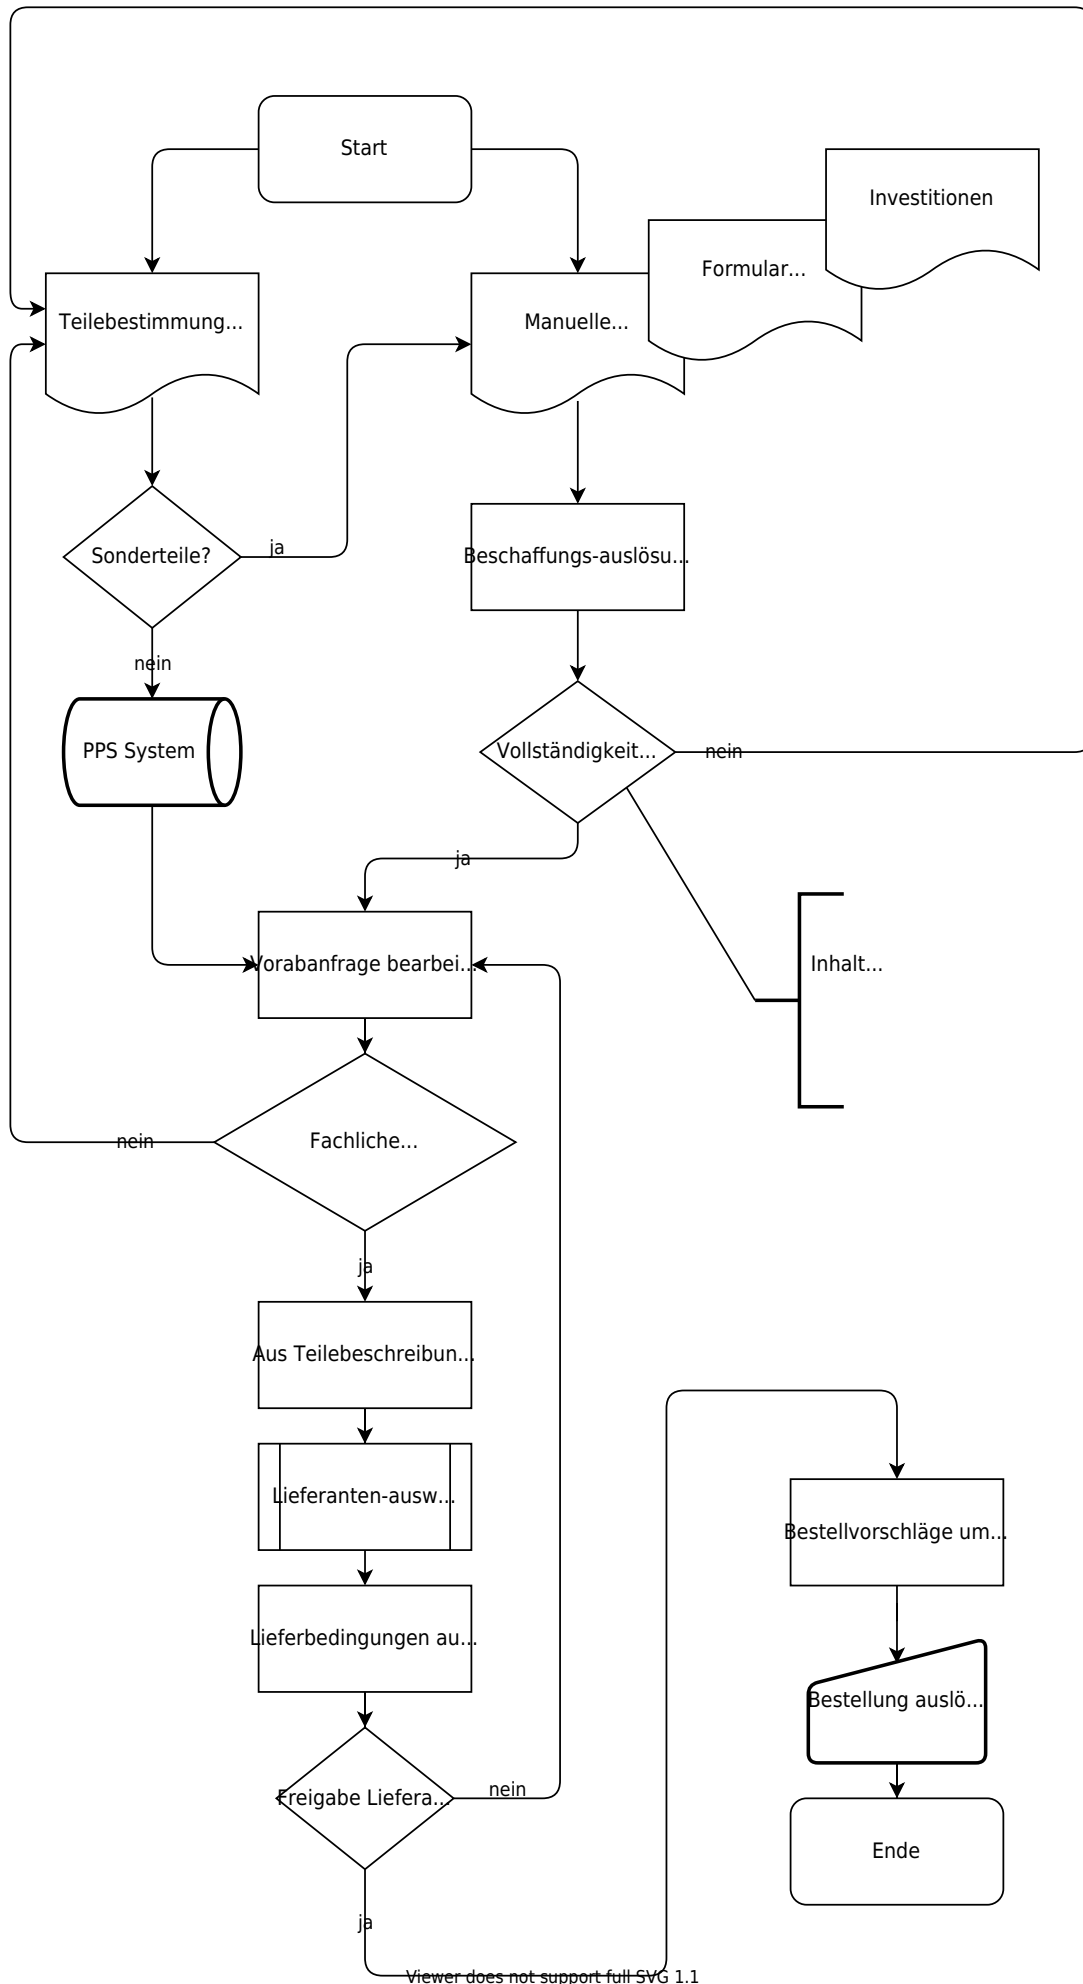 Start
Investitionen
Formular...
Teilebestimmung...
Manuelle...
ja
Sonderteile?
Beschaffungs-auslösu...
nein
PPS System
Vollständigkeit...
nein
ja
Vorabanfrage bearbei...
Inhalt...
Fachliche...
nein
ja
Aus Teilebeschreibun...
Lieferanten-ausw...
Bestellvorschläge um...
Lieferbedingungen au...
Bestellung auslö...
nein
Freigabe Liefera...
Ende
ja
Viewer does not support full SVG 1.1